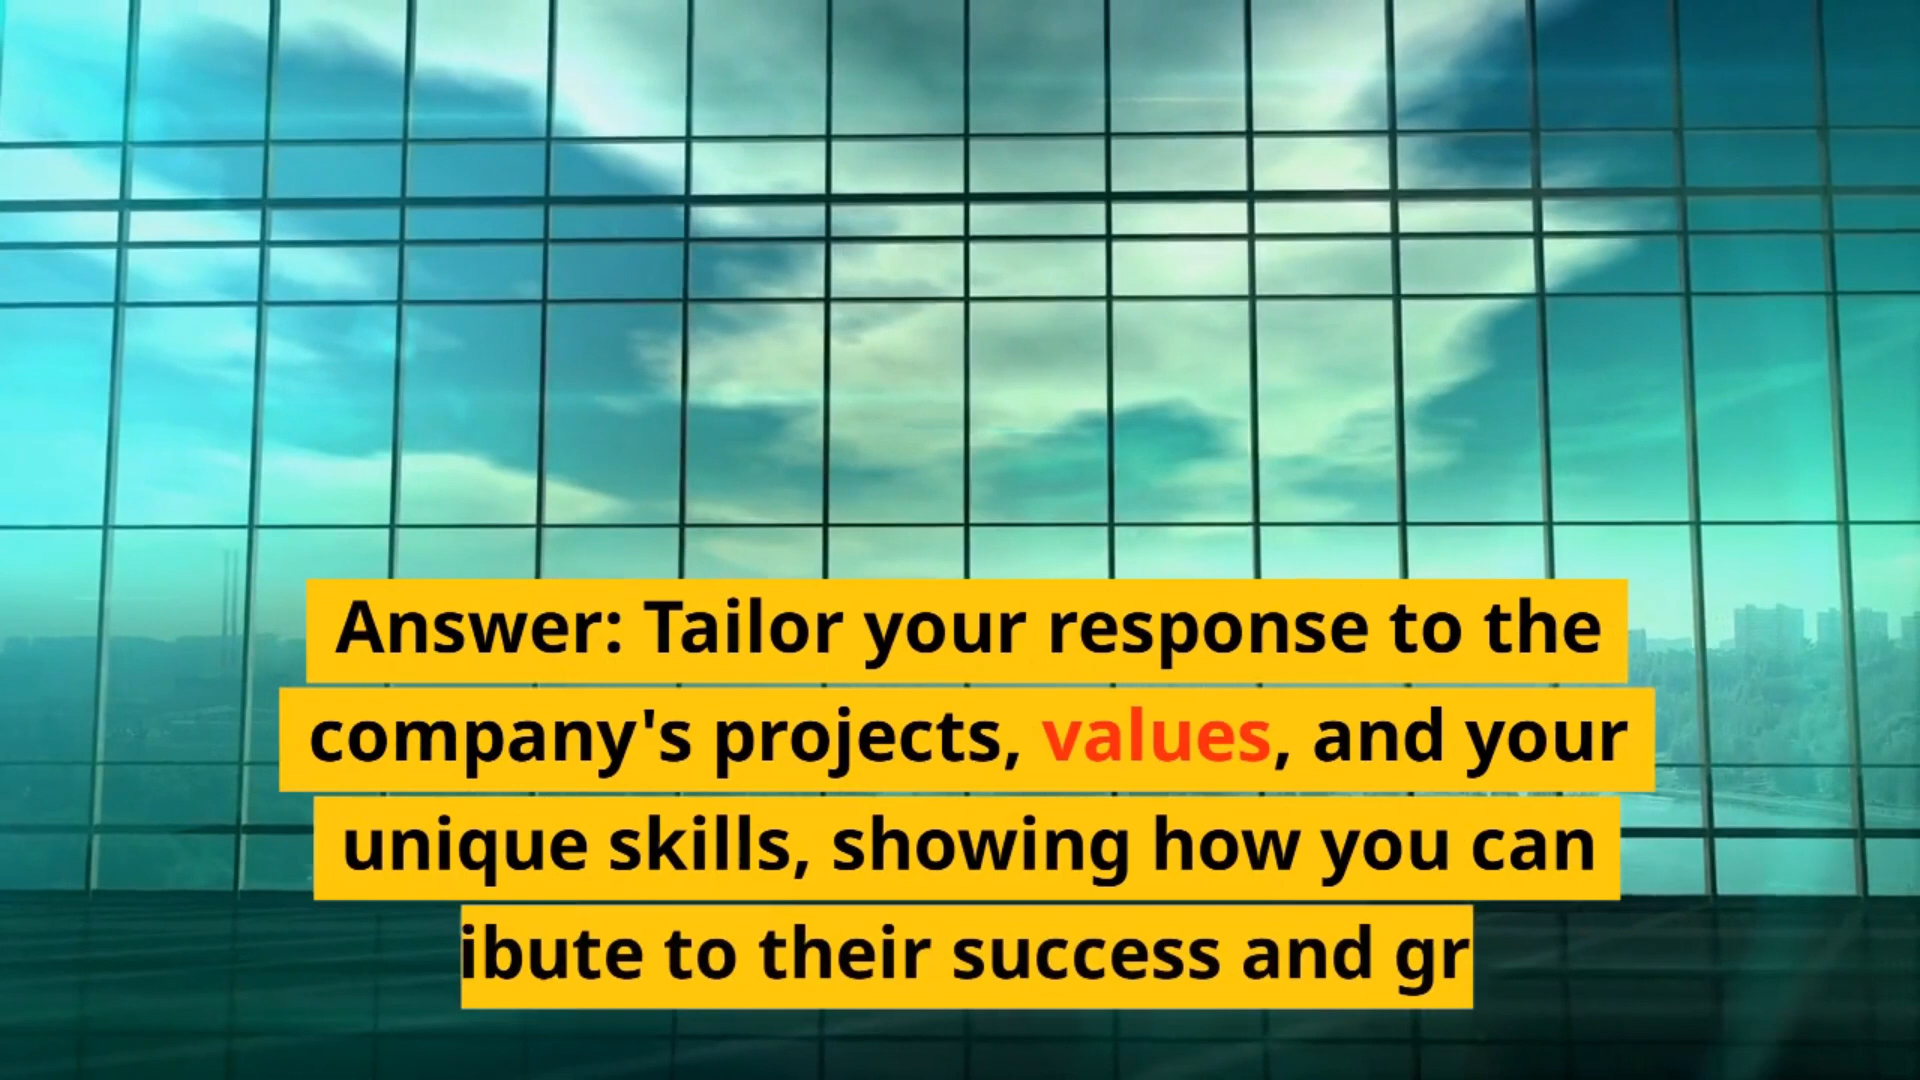 Answer: Tailor your response to the
company's projects, values, and your
unique skills, showing how you can
ibute to their success and gr